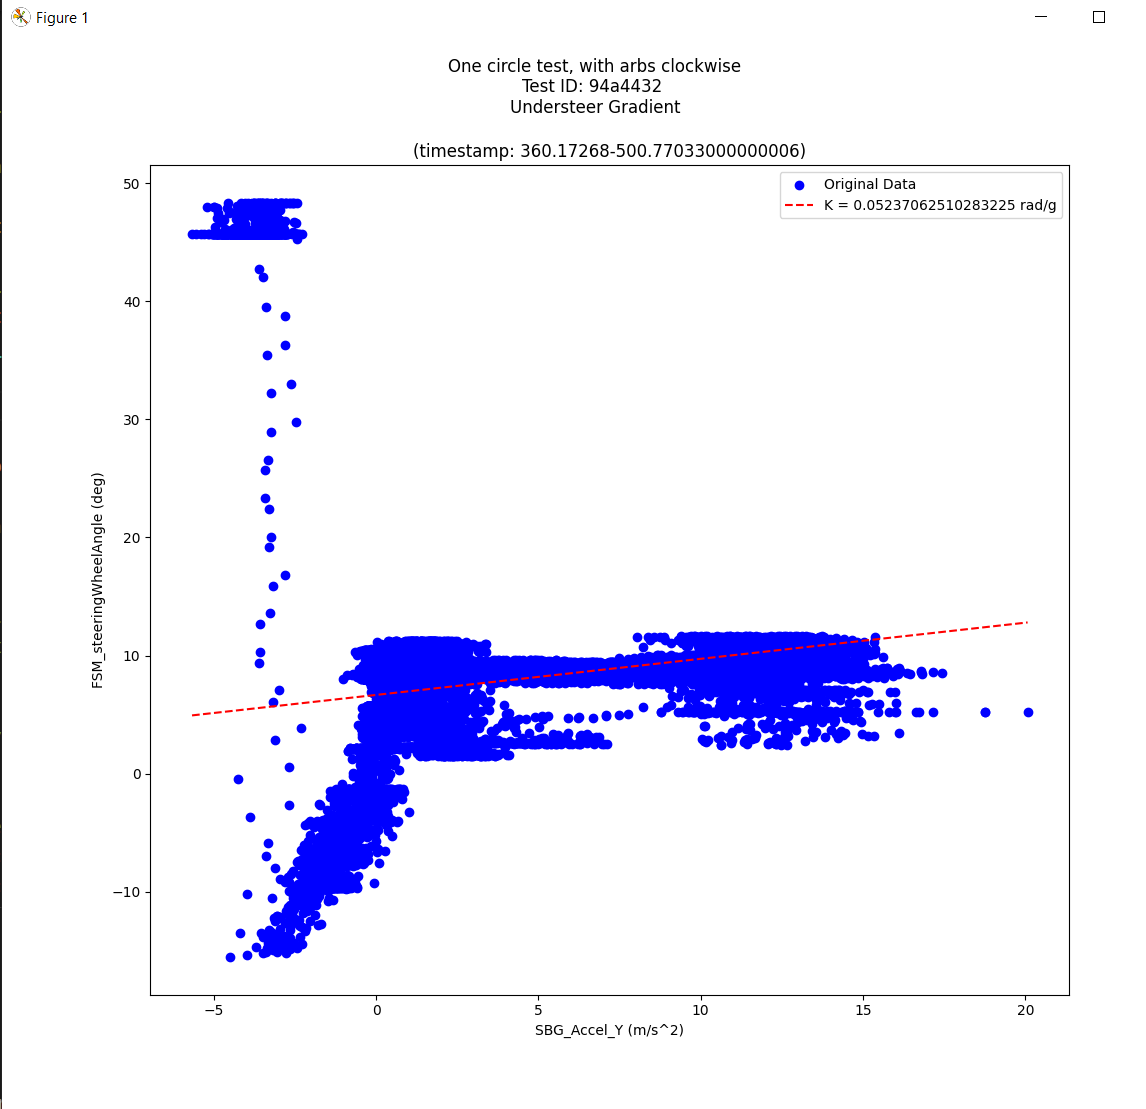 Figure 1
One circle test, with arbs clockwise
Test ID: 94a4432
Understeer Gradient
(timestamp: 360.17268-500.77033000000006)
Original Data
K = 0.05237062510283225 rad/g
50
40
30
20
10
0
−10
FSM_steeringWheelAngle (deg)
−5
0
5
10
15
20
SBG_Accel_Y (m/s^2)